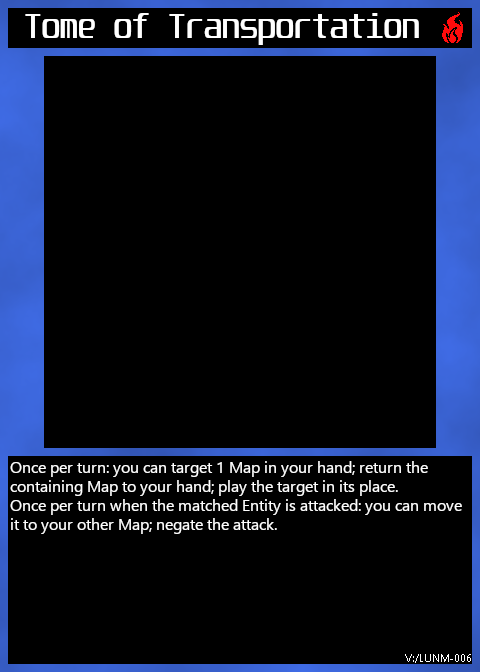 Tome of Transportation
Once per turn: you can target 1 Map in your hand; return the
containing Map to your hand; play the target in its place.
Once per turn when the matched Entity is attacked: you can move
it to your other Map; negate the attack.
V:/LUNM-006